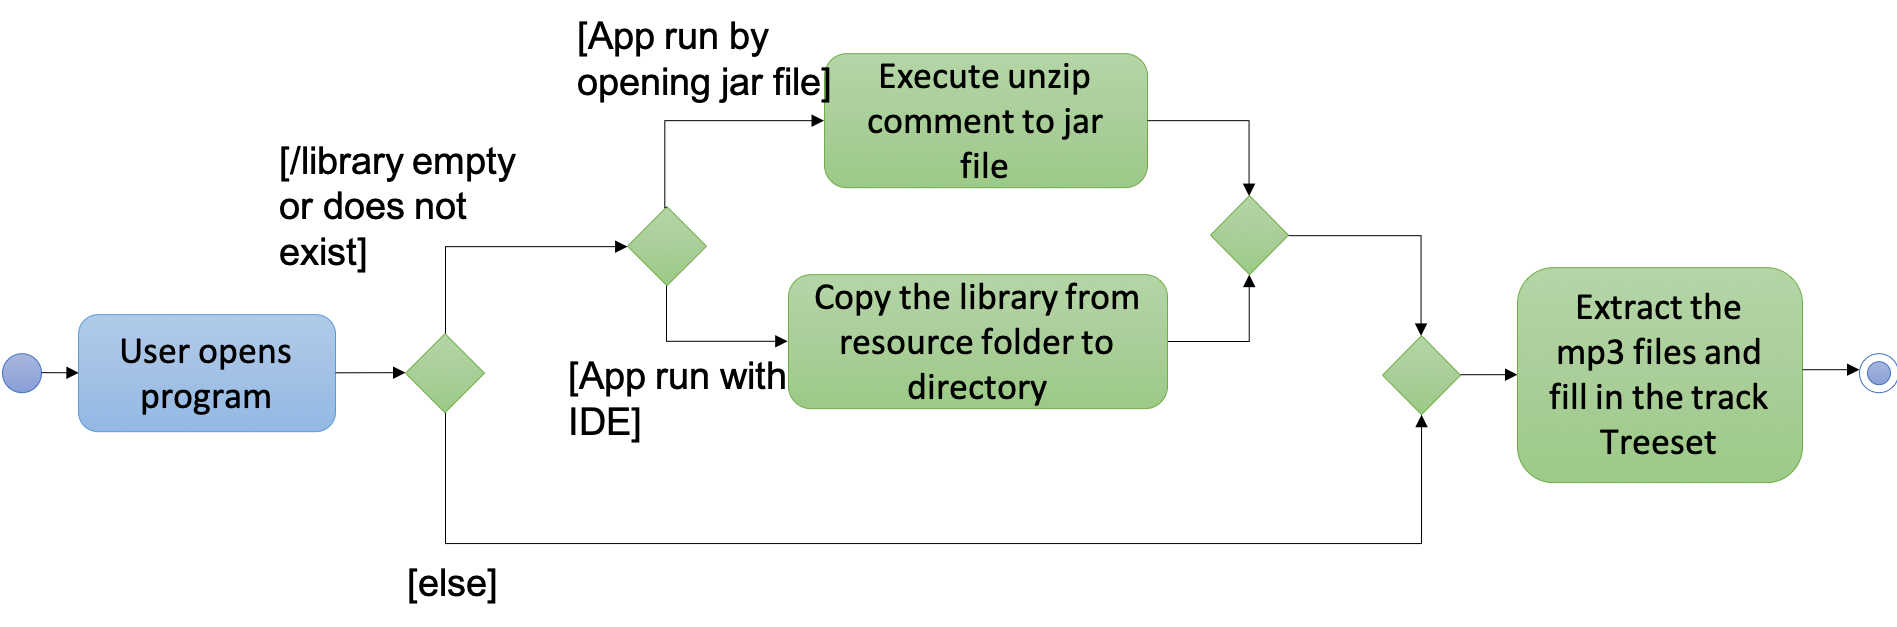 [App run by
opening jar file]
Execute unzip
comment to jar
file
[/library empty
or does not
exist]
User opens
program
Copy the library from
resource folder to
directory
[App run with
IDE]
Extract the
mp3 files and
fill in the track
Treeset
[else]